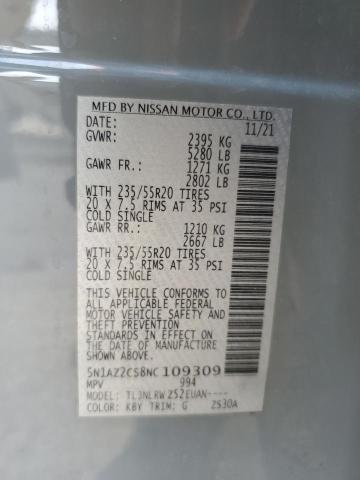 MFD BY NISSAN MOTOR CO., LTD.
DATE: 11/21
GVWR: 2395 KG
5280 LB
GAWR FR.: 1271 KG
2802 LB
WITH 235/55R20 TIRES
20 X 7.5 RIMS AT 35 PSI
COLD SINGLE
GAWR RR.: 1210 KG
2667 LB
WITH 235/55R20 TIRES
20 X 7.5 RIMS AT 35 PSI
COLD SINGLE
THIS VEHICLE CONFORMS TO
ALL APPLICABLE FEDERAL
MOTOR VEHICLE SAFETY AND
THEFT PREVENTION
STANDARDS IN EFFECT ON
THE DATE OF MANUFACTURE
SHOWN ABOVE.
5N1AZ2CS8NC109309
MPV 994
MODEL: TL3NLRWZ52EUAN----
COLOR: KBY TRIM: G ZS30A